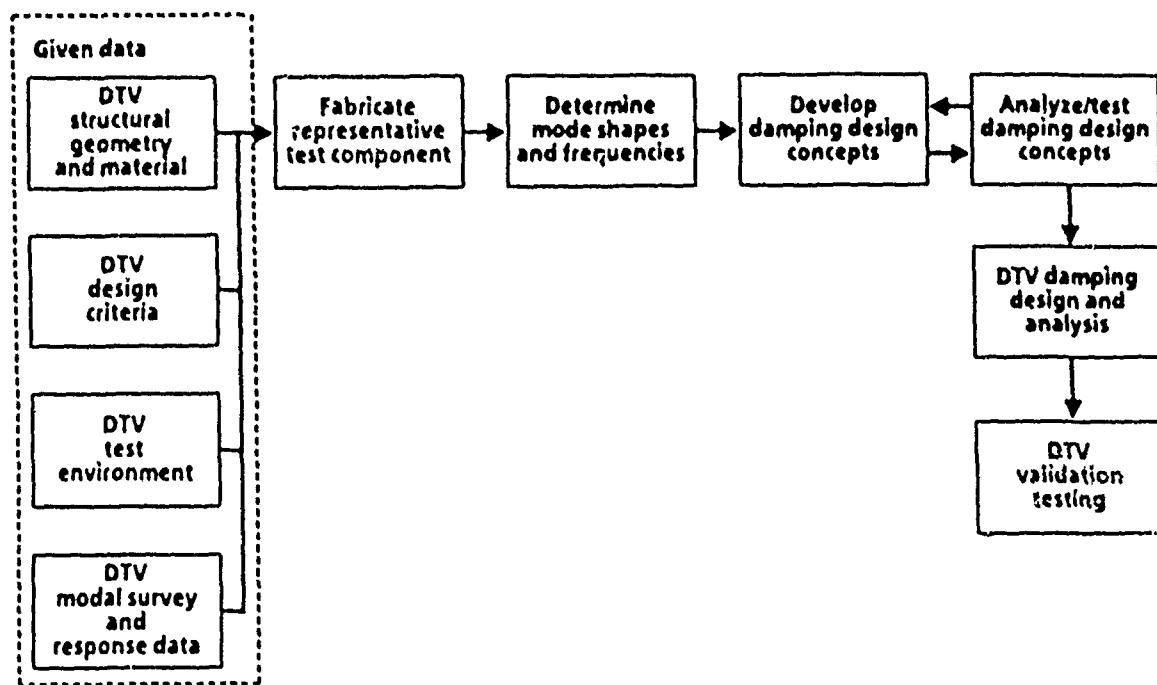 Given data
DTV
structural
geometry
and material
DTV
design
criteria
DTV
test
environment
DTV
modal survey
and
response data
Fabricate
representative
test component
Determine
mode shapes
and frequencies
Develop
damping design
concepts
Analyze/test
damping design
concepts
DTV damping
design and
analysis
DTV
validation
testing